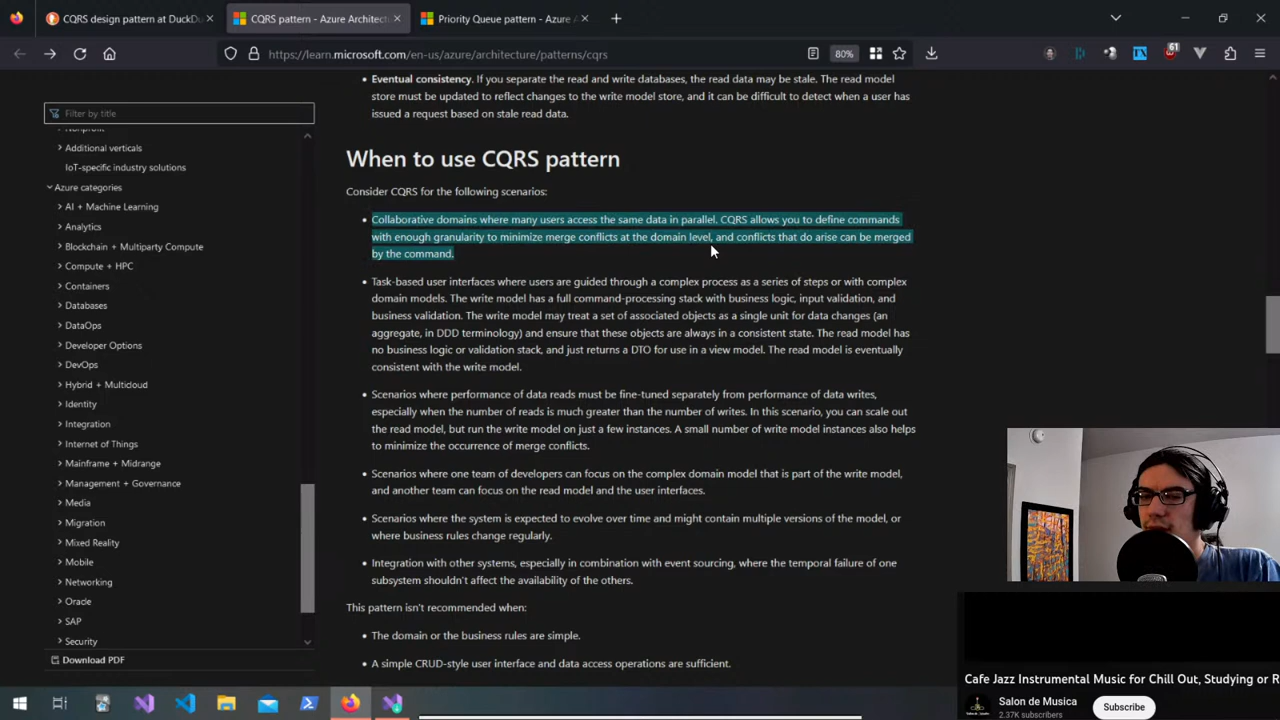 CQRS design pattern at DuckDu
CQRS pattern - Azure Architect
Priority Queue pattern - Azure A
https://learn.microsoft.com/en-us/azure/architecture/patterns/cqrs
80%
61
Filter by title
Nonprofit
Additional verticals
IoT-specific industry solutions
Azure categories
AI + Machine Learning
Analytics
Blockchain + Multiparty Computing
Compute + HPC
Containers
Databases
DataOps
Developer Options
DevOps
Hybrid + Multicloud
Identity
Integration
Internet of Things
Mainframe + Midrange
Management + Governance
Media
Migration
Mixed Reality
Mobile
Networking
Oracle
SAP
Security
Download PDF
Eventual consistency. If you separate the read and write databases, the read data may be stale. The read model
store must be updated to reflect changes to the write model store, and it can be difficult to detect when a user has
issued a request based on stale read data.
When to use CQRS pattern
Consider CQRS for the following scenarios:
Collaborative domains where many users access the same data in parallel. CQRS allows you to define commands
with enough granularity to minimize merge conflicts at the domain level, and conflicts that do arise can be merged
by the command.
Task-based user interfaces where users are guided through a complex process as a series of steps or with complex
domain models. The write model has a full command-processing stack with business logic, input validation, and
business validation. The write model may treat a set of associated objects as a single unit for data changes (an
aggregate, in DDD terminology) and ensure that these objects are always in a consistent state. The read model has
no business logic or validation stack, and just returns a DTO for use in a view model. The read model is eventually
consistent with the write model.
Scenarios where performance of data reads must be fine-tuned separately from performance of data writes,
especially when the number of reads is much greater than the number of writes. In this scenario, you can scale out
the read model, but run the write model on just a few instances. A small number of write model instances also helps
to minimize the occurrence of merge conflicts.
Scenarios where one team of developers can focus on the complex domain model that is part of the write model,
and another team can focus on the read model and the user interfaces.
Scenarios where the system is expected to evolve over time and might contain multiple versions of the model, or
where business rules change regularly.
Integration with other systems, especially in combination with event sourcing, where the temporal failure of one
subsystem shouldn't affect the availability of the others.
This pattern isn't recommended when:
The domain or the business rules are simple.
A simple CRUD-style user interface and data access operations are sufficient.
Cafe Jazz Instrumental Music for Chill Out, Studying or R
Salon de Musica
2.37K subscribers
Subscribe